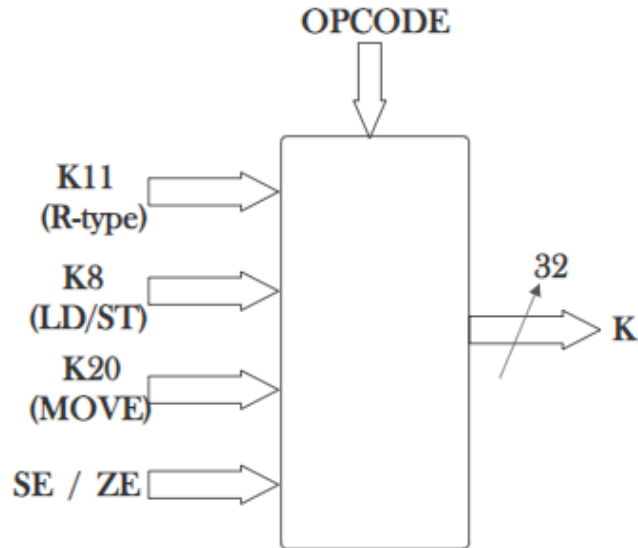 OPCODE
K11
(R-type)
K8
(LD/ST)
K20
(MOVE)
SE / ZE
32
K